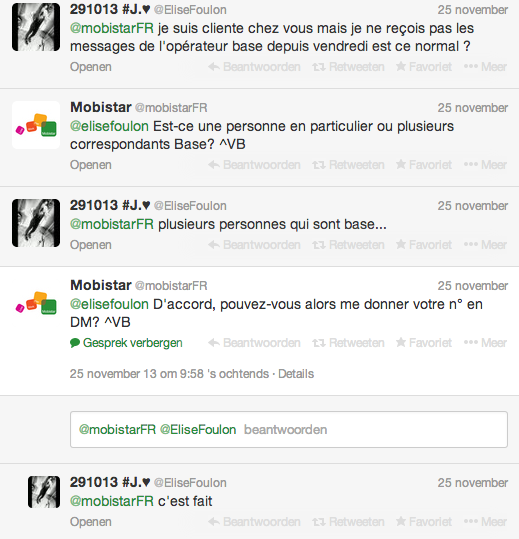 291013 #J.♥ @EliseFoulon 25 november
@mobistarFR je suis cliente chez vous mais je ne reçois pas les
messages de l'opérateur base depuis vendredi est ce normal ?
Openen Beantwoorden Retweeten Favoriet Meer
Mobistar @mobistarFR 25 november
@elisefoulon Est-ce une personne en particulier ou plusieurs
correspondants Base? ^VB
Openen Beantwoorden Retweeten Favoriet Meer
291013 #J.♥ @EliseFoulon 25 november
@mobistarFR plusieurs personnes qui sont base...
Openen Beantwoorden Retweeten Favoriet Meer
Mobistar @mobistarFR 25 november
@elisefoulon D'accord, pouvez-vous alors me donner votre n° en
DM? ^VB
Gesprek verbergen Beantwoorden Retweeten Favoriet Meer
25 november 13 om 9:58 's ochtends · Details
@mobistarFR @EliseFoulon beantwoorden
291013 #J.♥ @EliseFoulon 25 november
@mobistarFR c'est fait
Openen Beantwoorden Retweeten Favoriet Meer